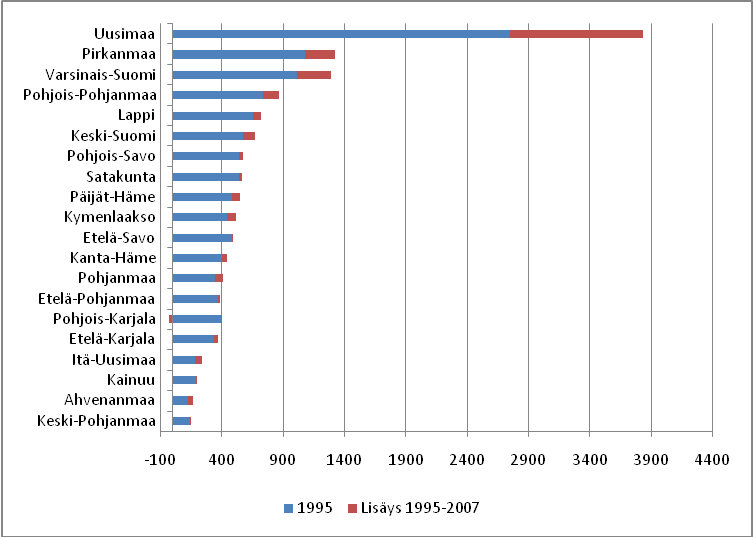 Uusimaa
Pirkanmaa
Varsinais-Suomi
Pohjois-Pohjanmaa
Lappi
Keski-Suomi
Pohjois-Savo
Satakunta
Päijät-Häme
Kymenlaakso
Etelä-Savo
Kanta-Häme
Pohjanmaa
Etelä-Pohjanmaa
Pohjois-Karjala
Etelä-Karjala
Itä-Uusimaa
Kainuu
Ahvenanmaa
Keski-Pohjanmaa
-100 400 900 1400 1900 2400 2900 3400 3900 4400
1995 Lisäys 1995-2007